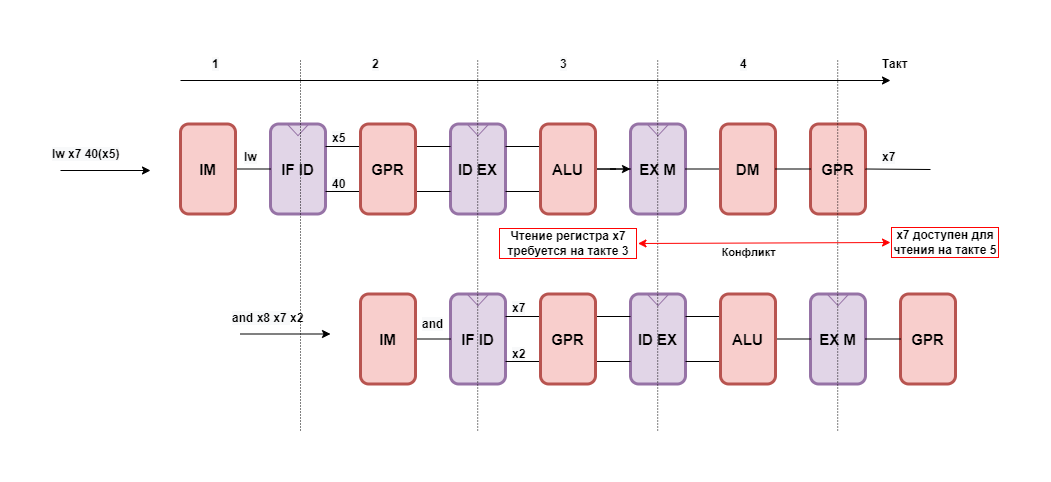 1 2 3 4 Такт
lw x7 40(x5)
IM
lw
IF ID
x5
40
GPR
ID EX
ALU
EX M
DM
GPR
x7
Чтение регистра x7
требуется на такте 3
Конфликт
x7 доступен для
чтения на такте 5
and x8 x7 x2
IM
and
IF ID
x7
x2
GPR
ID EX
ALU
EX M
GPR